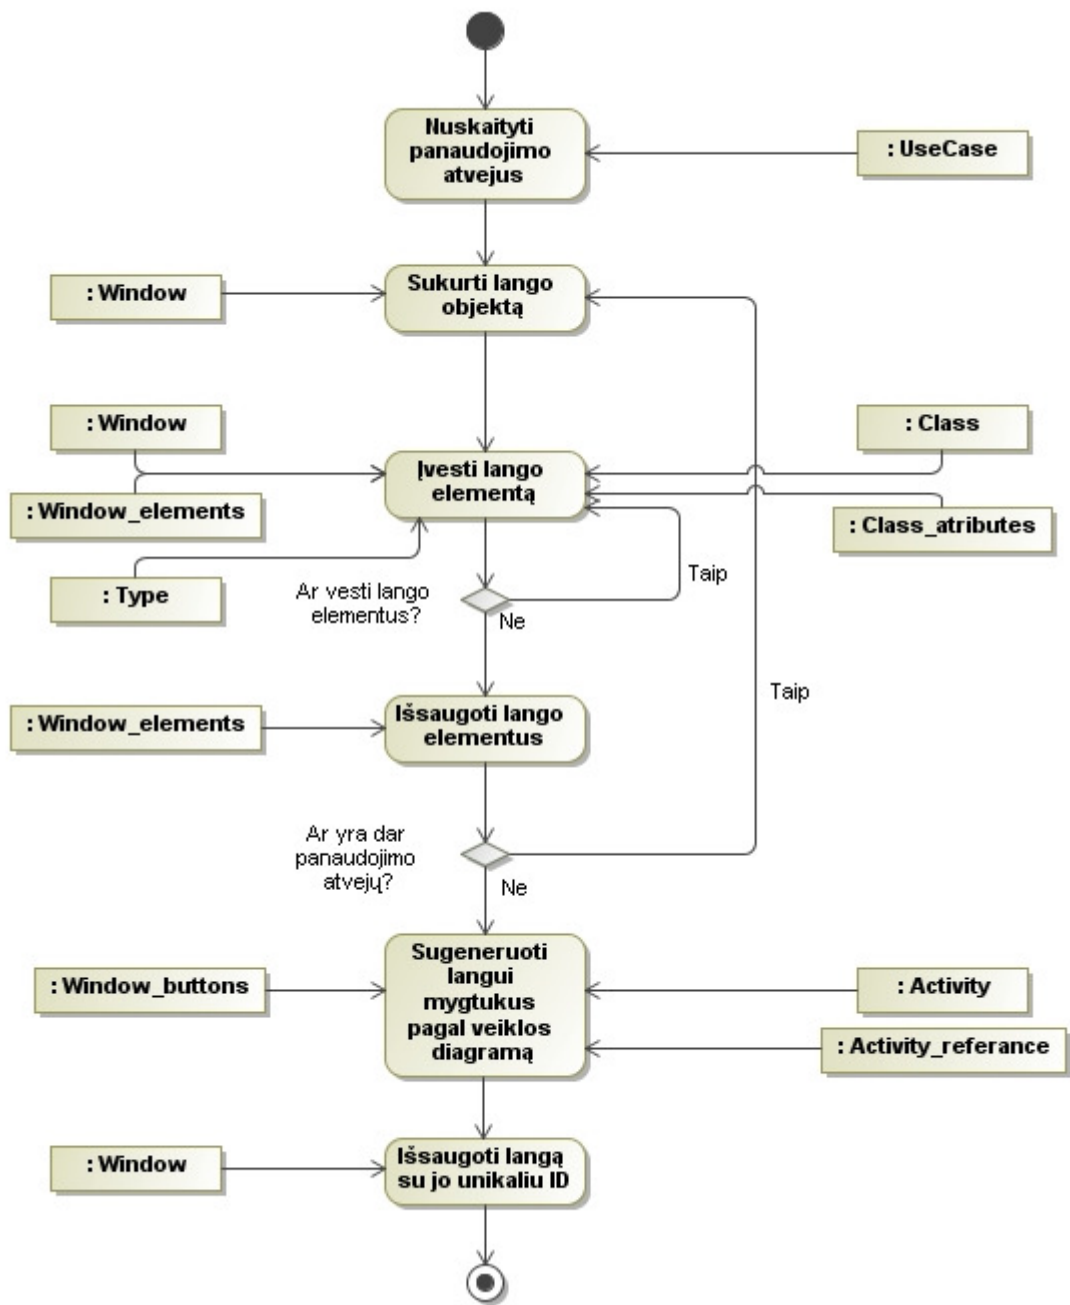 Nuskaityti
panaudojimo
atvejus
: UseCase
: Window
Sukurti lango
objektą
: Window
: Class
Įvesti lango
elementą
: Window_elements
: Class_atributes
: Type
Ar vesti lango
elementus?
Taip
Ne
Taip
: Window_elements
Išsaugoti lango
elementus
Ar yra dar
panaudojimo
atvejų?
Ne
Sugeneruoti
langui
mygtukus
pagal veiklos
diagramą
: Window_buttons
: Activity
: Activity_referance
: Window
Išsaugoti langą
su jo unikaliu ID